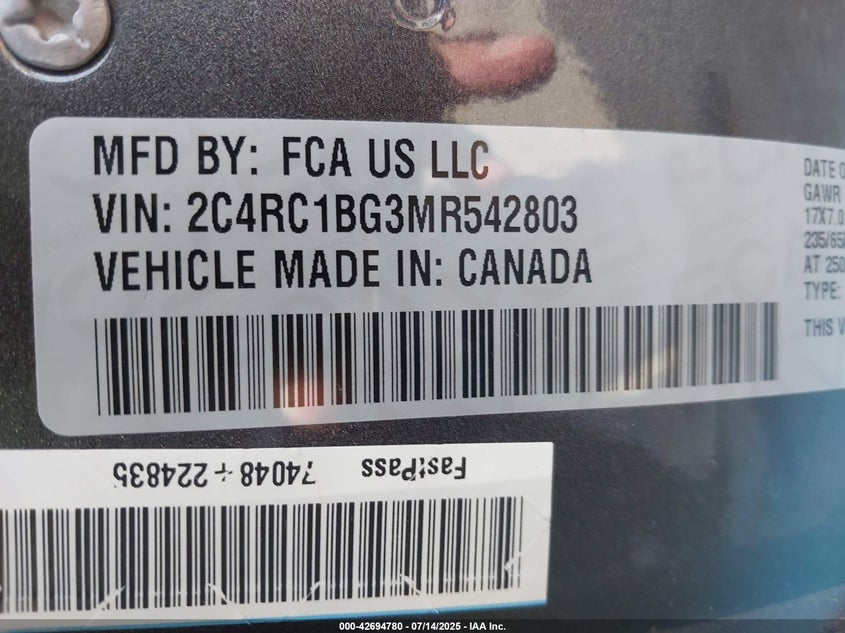 MFD BY: FCA US LLC
VIN: 2C4RC1BG3MR542803
VEHICLE MADE IN: CANADA
DATE O
GAWR
17X7.0
235/65
AT 250
TYPE:
THIS V
FastPass
74048+224835
000-42694780 - 07/14/2025 - IAA Inc.